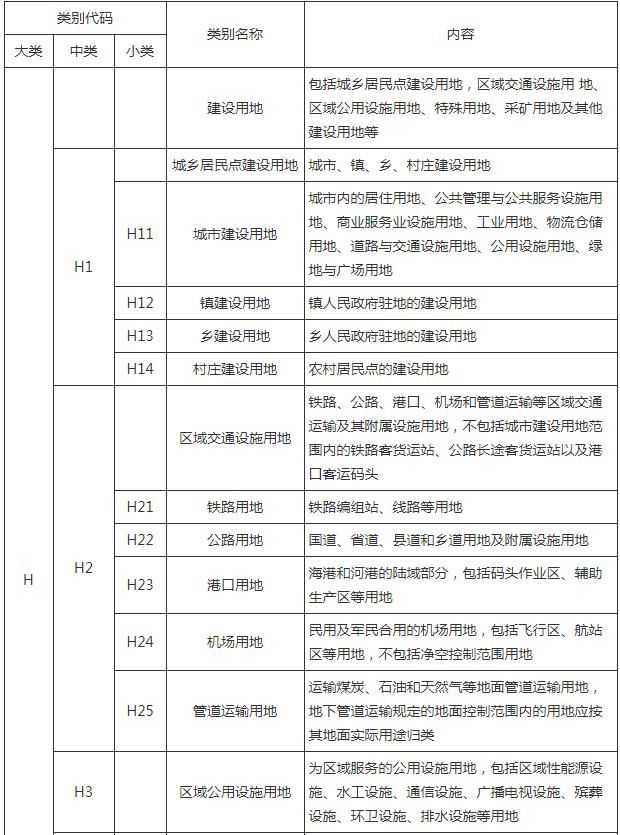 类别代码
类别名称
内容
大类
中类
小类
建设用地
包括城乡居民点建设用地，区域交通设施用 地、
区域公用设施用地、特殊用地、采矿用地及其他
建设用地等
城乡居民点建设用地
城市、镇、乡、村庄建设用地
H1
H11
城市建设用地
城市内的居住用地、公共管理与公共服务设施用
地、商业服务业设施用地、工业用地、物流仓储
用地、道路与交通设施用地、公用设施用地、绿
地与广场用地
H12
镇建设用地
镇人民政府驻地的建设用地
H13
乡建设用地
乡人民政府驻地的建设用地
H14
村庄建设用地
农村居民点的建设用地
区域交通设施用地
铁路、公路、港口、机场和管道运输等区域交通
运输及其附属设施用地，不包括城市建设用地范
围内的铁路客货运站、公路长途客货运站以及港
口客运码头
H21
铁路用地
铁路编组站、线路等用地
H22
公路用地
国道、省道、县道和乡道用地及附属设施用地
H
H2
H23
港口用地
海港和河港的陆域部分，包括码头作业区、辅助
生产区等用地
H24
机场用地
民用及军民合用的机场用地，包括飞行区、航站
区等用地，不包括净空控制范围用地
H25
管道运输用地
运输煤炭、石油和天然气等地面管道运输用地，
地下管道运输规定的地面控制范围内的用地应按
其地面实际用途归类
H3
区域公用设施用地
为区域服务的公用设施用地，包括区域性能源设
施、水工设施、通信设施、广播电视设施、殡葬
设施、环卫设施、排水设施等用地